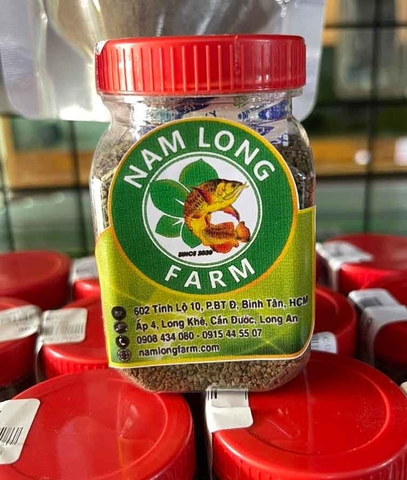 NAM LONG
SINCE 2030
FARM
602 Tỉnh Lộ 10, P.BT Đ, Bình Tân, HCM
Ấp 4, Long Khê, Cần Đước, Long An
0908 434 080 - 0915 44 55 07
namlongfarm.com